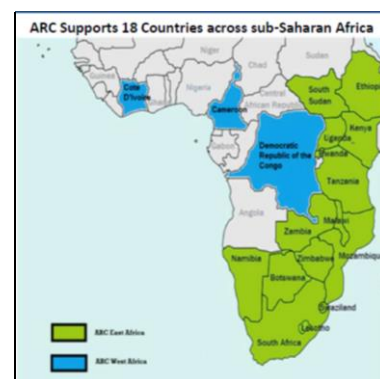 ARC Supports 18 Countries across sub-Saharan Africa
Niger
Sudan
Chad
Guinea
Cote
D'Ivoire
Nigeria
South
Sudan
Ethiop
Central
African Republic
Cameroon
Uganda
Kenya
Gabon
Democratic
Republic of the
Congo
Rwanda
Tanzania
Angola
Malawi
Zambia
Mozambique
Namibia
Zimbabwe
Botswana
Swaziland
Lesotho
South Africa
ARC East Africa
ARC West Africa